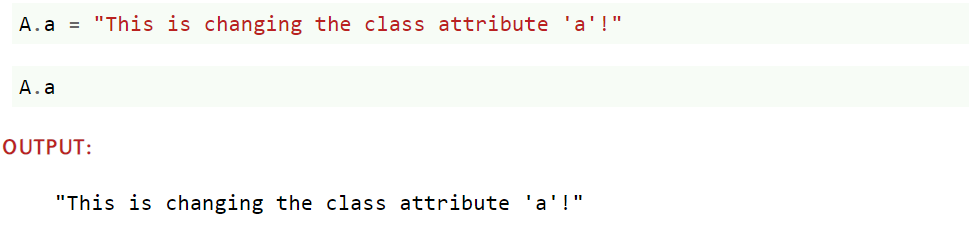 A.a = "This is changing the class attribute 'a'!"
A.a
OUTPUT:
"This is changing the class attribute 'a'!"